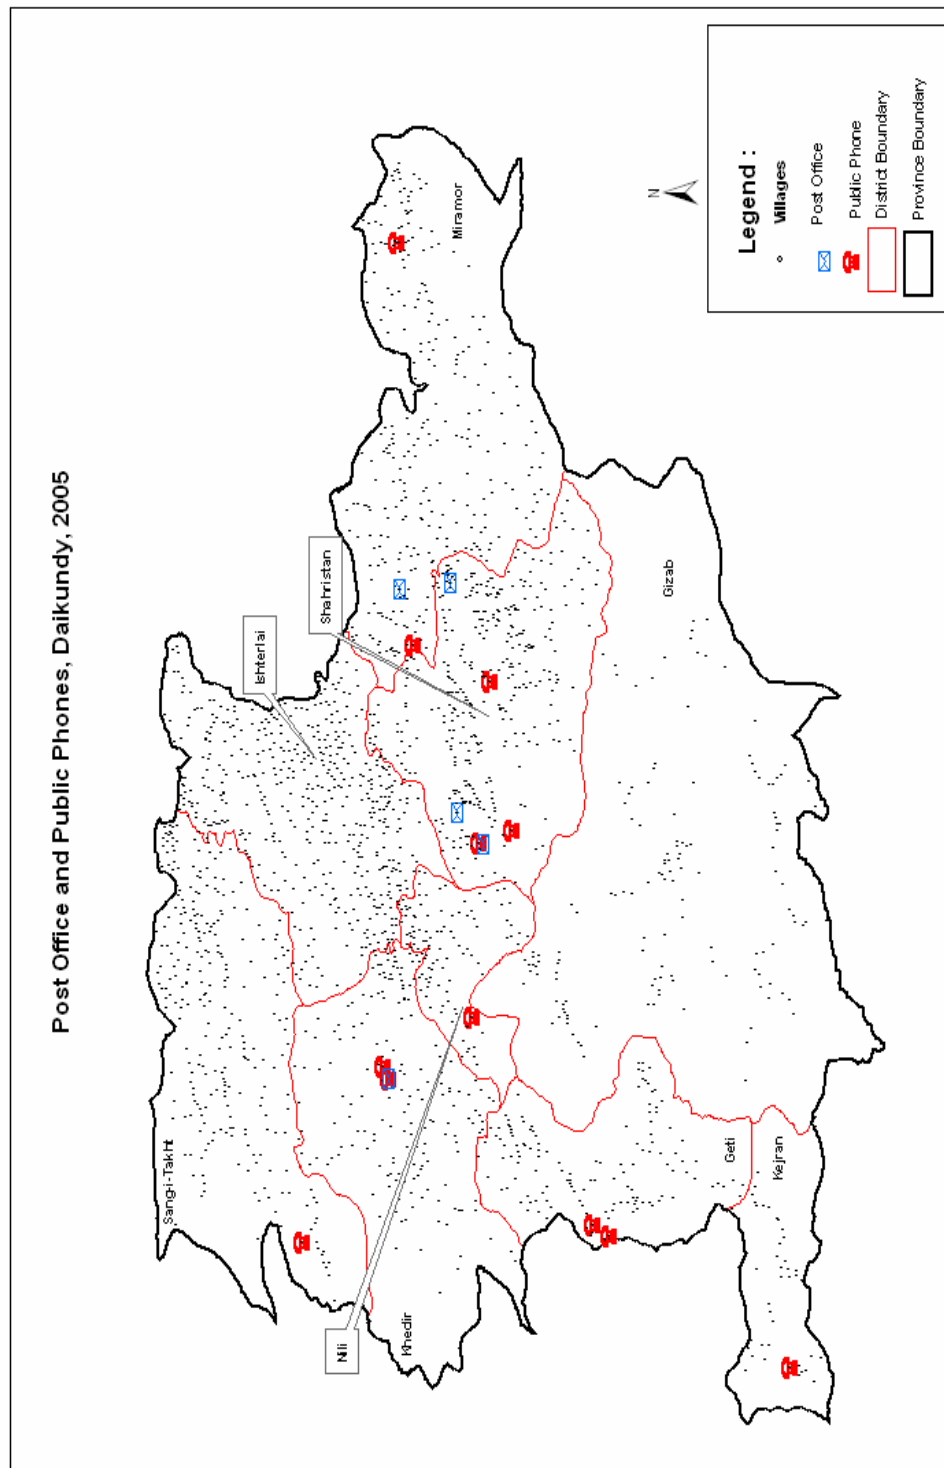 Post Office and Public Phones, Daikundy, 2005
Sang-i-Takht
Ishterlai
Shahristan
Miramor
Nili
Khedir
Gizab
Geti
Kejran
N
Legend :
Villages
Post Office
Public Phone
District Boundary
Province Boundary